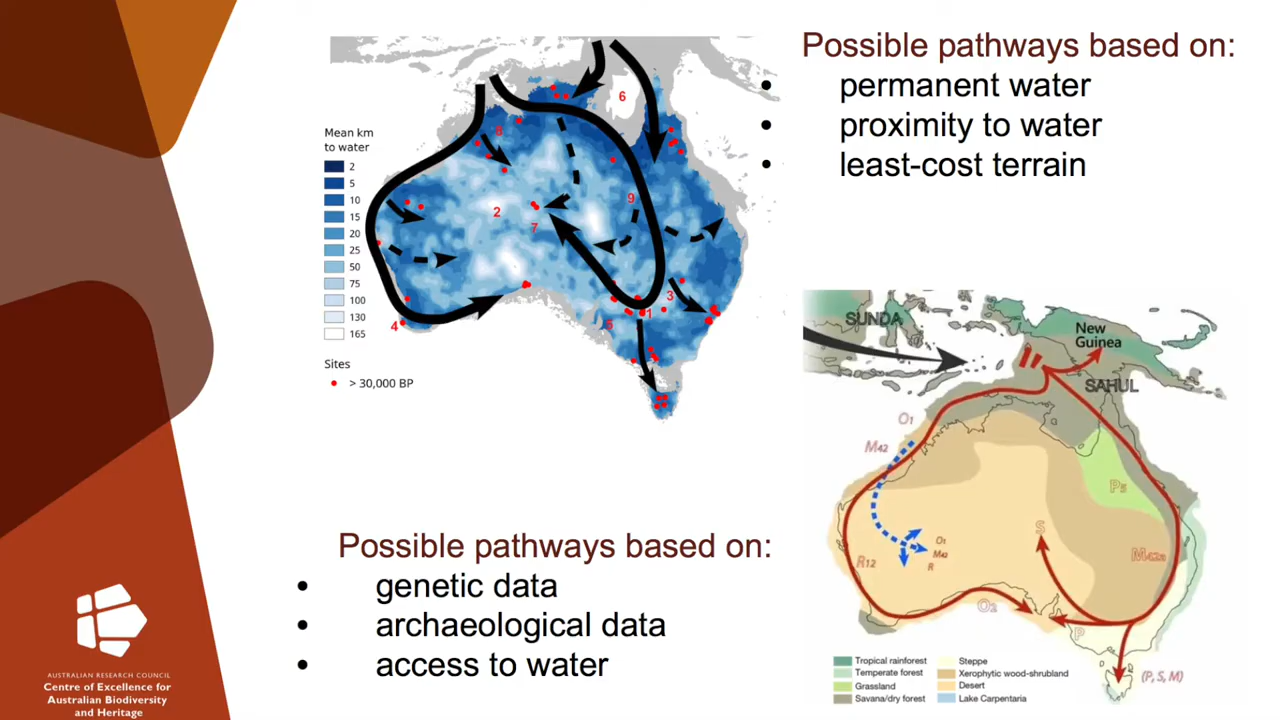 Possible pathways based on:
• permanent water
• proximity to water
• least-cost terrain
Mean km
to water
2
5
10
15
20
25
50
75
100
130
165
Sites
> 30,000 BP
6
8
9
2
7
3
1
4
5
SUNDA
New
Guinea
SAHUL
O1
M42
P5
S
O1
M42
R
R12
M42a
O2
P
(P, S, M)
Tropical rainforest
Temperate forest
Grassland
Savana/dry forest
Steppe
Xerophytic wood-shrubland
Desert
Lake Carpentaria
Possible pathways based on:
• genetic data
• archaeological data
• access to water
AUSTRALIAN RESEARCH COUNCIL
Centre of Excellence for
Australian Biodiversity
and Heritage